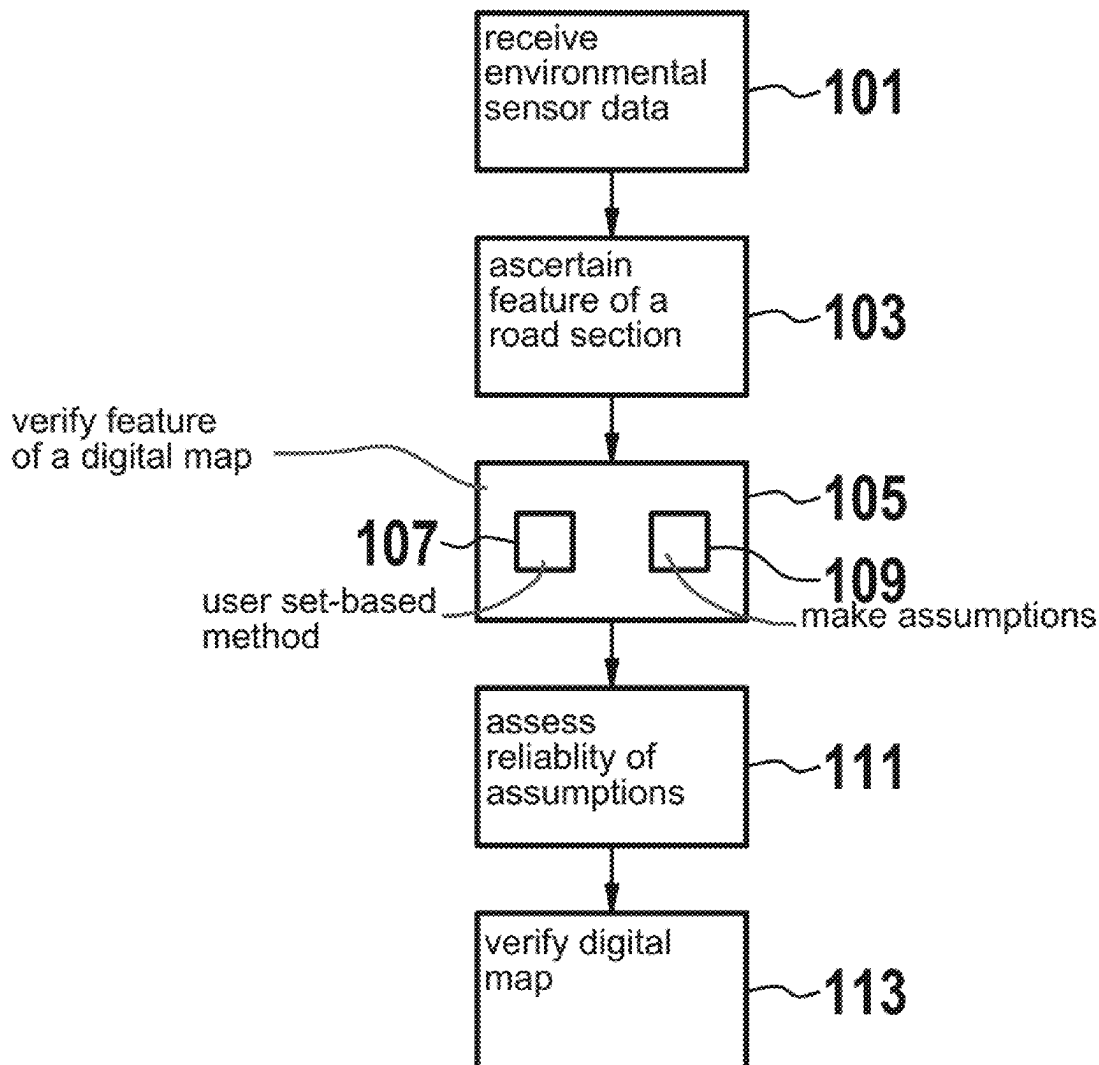 receive
environmental
sensor data
101
ascertain
feature of a
road section
103
verify feature
of a digital map
105
107
109
user set-based
method
make assumptions
assess
reliablity of
assumptions
111
verify digital
map
113